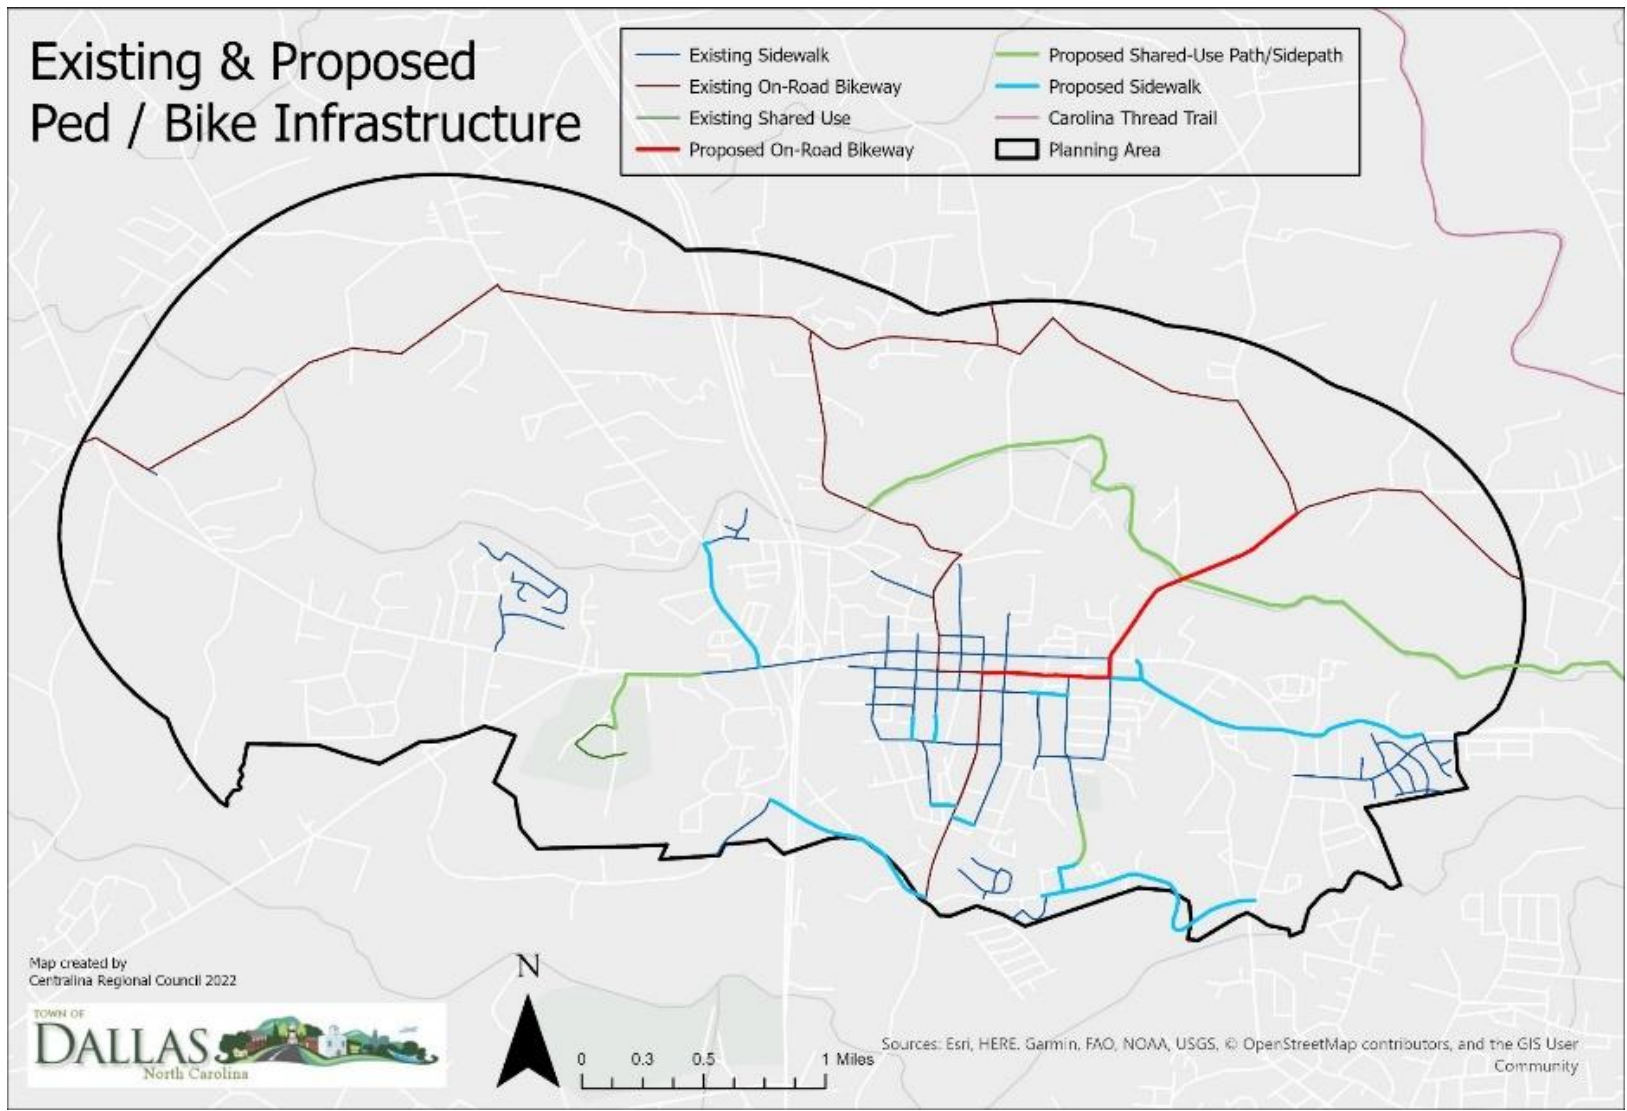 Existing & Proposed
Ped / Bike Infrastructure
Existing Sidewalk
Existing On-Road Bikeway
Existing Shared Use
Proposed On-Road Bikeway
Proposed Shared-Use Path/Sidepath
Proposed Sidewalk
Carolina Thread Trail
Planning Area
Map created by
Centralina Regional Council 2022
TOWN OF
DALLAS
North Carolina
N
0 0.3 0.5 1 Miles
Sources: Esri, HERE, Garmin, FAO, NOAA, USGS, © OpenStreetMap contributors, and the GIS User
Community